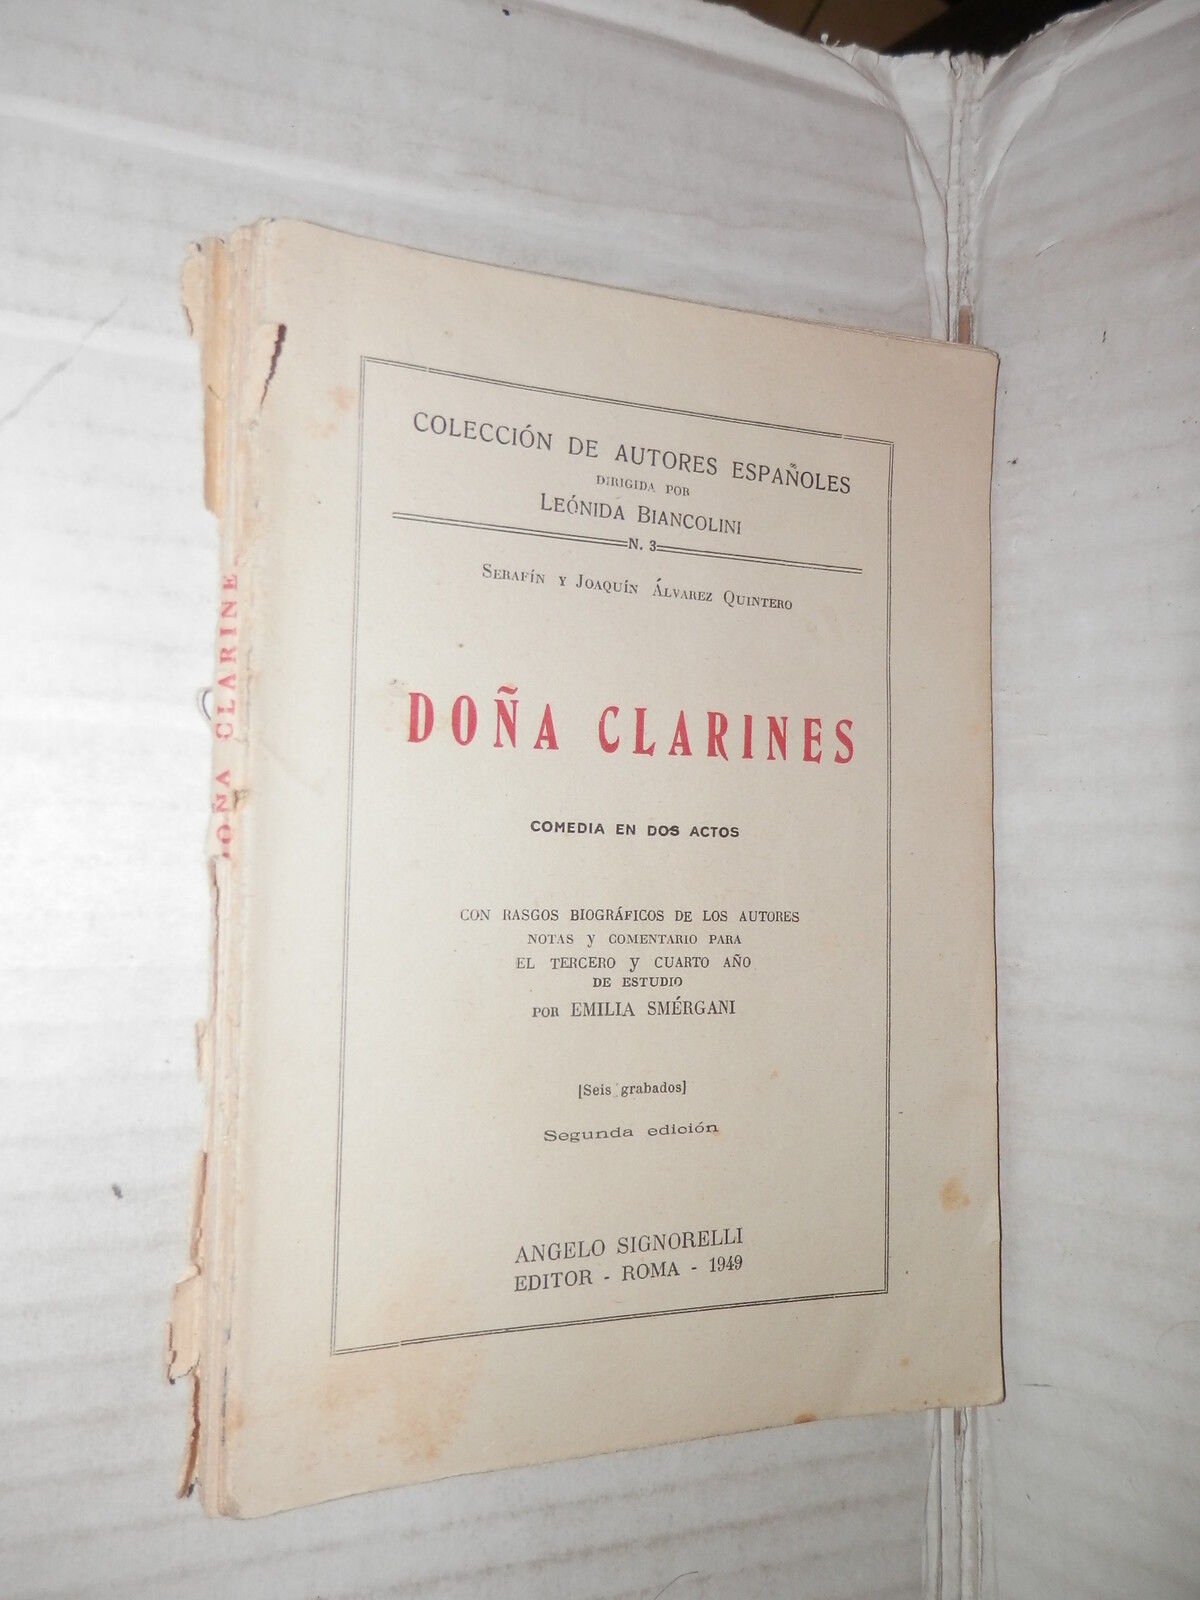 COLECCIÓN DE AUTORES ESPAÑOLES
DIRIGIDA POR
LEÓNIDA BIANCOLINI
N. 3
SERAFÍN Y JOAQUÍN ÁLVAREZ QUINTERO
DOÑA CLARINES
COMEDIA EN DOS ACTOS
CON RASGOS BIOGRÁFICOS DE LOS AUTORES
NOTAS y COMENTARIO PARA
EL TERCERO y CUARTO AÑO
DE ESTUDIO
POR EMILIA SMÉRGANI
[Seis grabados]
Segunda edición
ANGELO SIGNORELLI
EDITOR - ROMA - 1949
DOÑA CLARINE